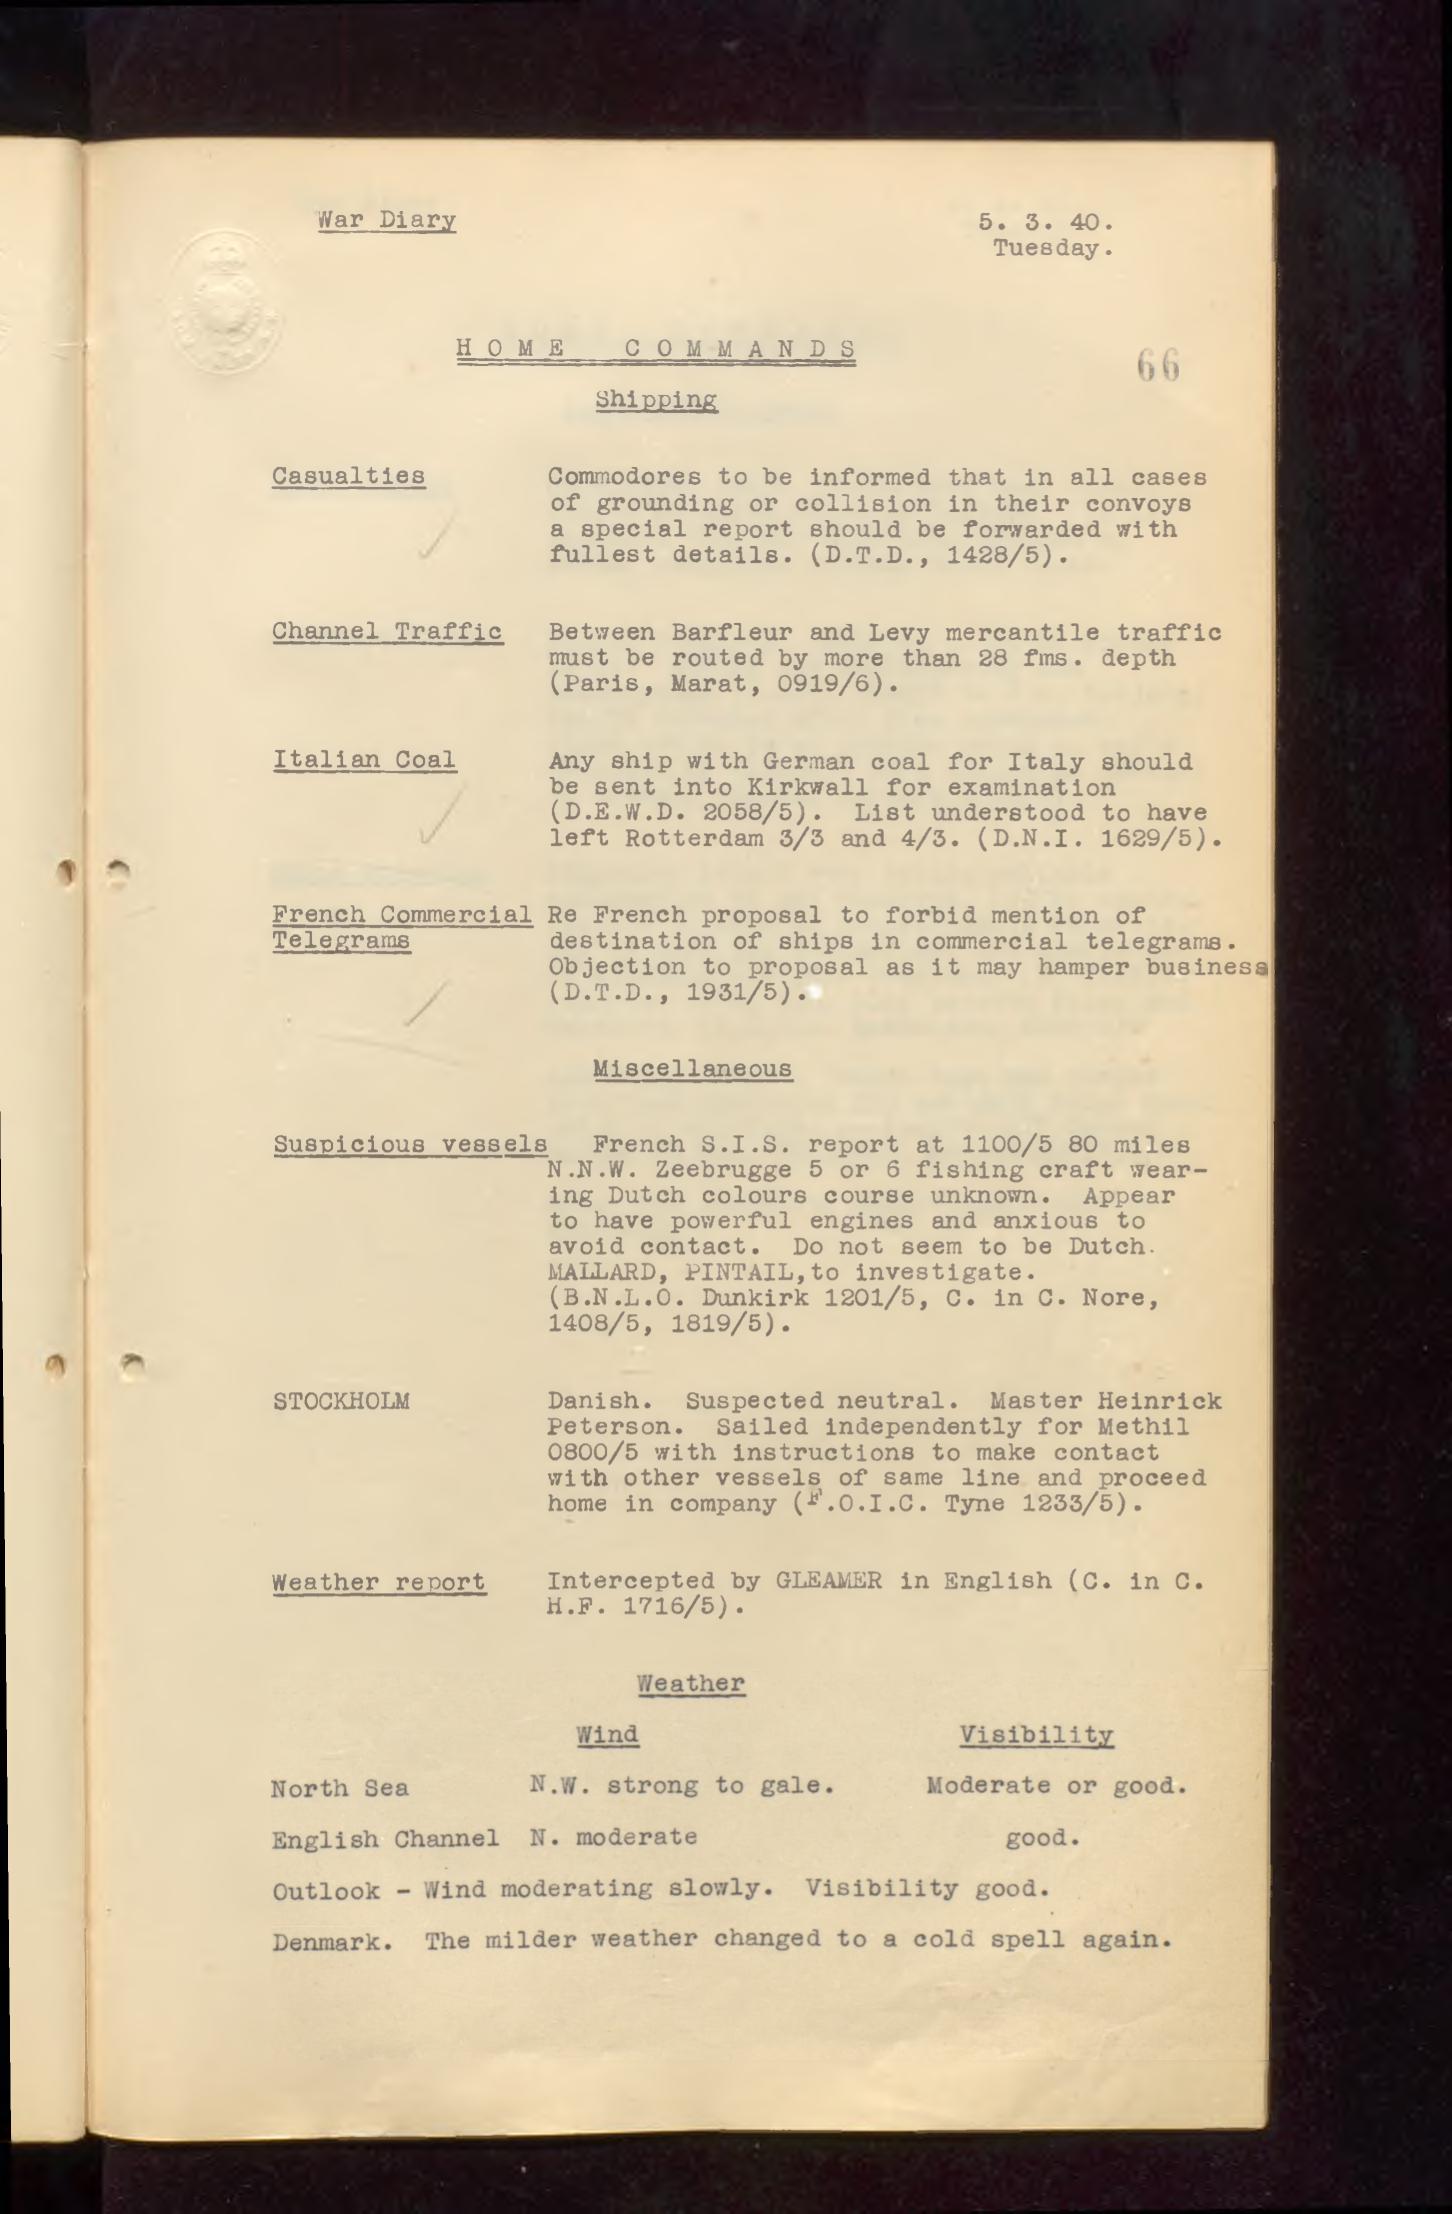 War Diary 5. 3. 40.
Tuesday.
HOME COMMANDS
66
Shipping
Casualties Commodores to be informed that in all cases
of grounding or collision in their convoys
a special report should be forwarded with
fullest details. (D.T.D., 1428/5).
Channel Traffic Between Barfleur and Levy mercantile traffic
must be routed by more than 28 fms. depth
(Paris, Marat, 0919/6).
Italian Coal Any ship with German coal for Italy should
be sent into Kirkwall for examination
(D.E.W.D. 2058/5). List understood to have
left Rotterdam 3/3 and 4/3. (D.N.I. 1629/5).
French Commercial Re French proposal to forbid mention of
Telegrams destination of ships in commercial telegrams.
Objection to proposal as it may hamper business
(D.T.D., 1931/5).
Miscellaneous
Suspicious vessels French S.I.S. report at 1100/5 80 miles
N.N.W. Zeebrugge 5 or 6 fishing craft wear-
ing Dutch colours course unknown. Appear
to have powerful engines and anxious to
avoid contact. Do not seem to be Dutch.
MALLARD, PINTAIL, to investigate.
(B.N.L.O. Dunkirk 1201/5, C. in C. Nore,
1408/5, 1819/5).
STOCKHOLM Danish. Suspected neutral. Master Heinrick
Peterson. Sailed independently for Methil
0800/5 with instructions to make contact
with other vessels of same line and proceed
home in company (F.O.I.C. Tyne 1233/5).
Weather report Intercepted by GLEAMER in English (C. in C.
H.F. 1716/5).
Weather
Wind Visibility
North Sea N.W. strong to gale. Moderate or good.
English Channel N. moderate good.
Outlook - Wind moderating slowly. Visibility good.
Denmark. The milder weather changed to a cold spell again.